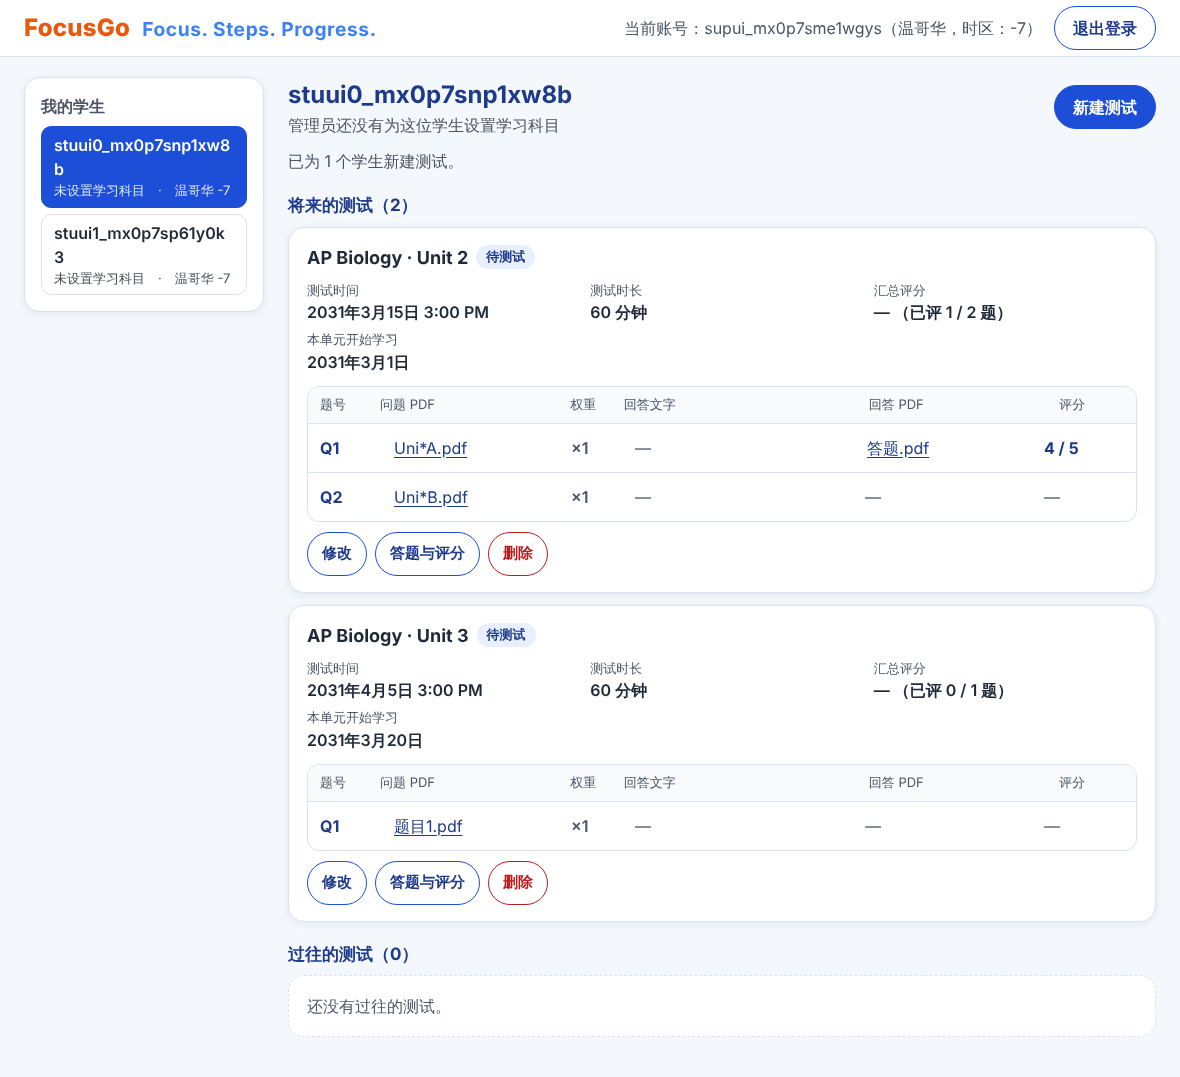 FocusGo Focus. Steps. Progress.
当前账号：supui_mx0p7sme1wgys（温哥华，时区：-7）
退出登录
我的学生
stuui0_mx0p7snp1xw8
b
未设置学习科目 · 温哥华 -7
stuui1_mx0p7sp61y0k
3
未设置学习科目 · 温哥华 -7
stuui0_mx0p7snp1xw8b
管理员还没有为这位学生设置学习科目
新建测试
已为 1 个学生新建测试。
将来的测试（2）
AP Biology · Unit 2 待测试
测试时间 测试时长 汇总评分
2031年3月15日 3:00 PM 60 分钟 — （已评 1 / 2 题）
本单元开始学习
2031年3月1日
题号 问题 PDF 权重 回答文字 回答 PDF 评分
Q1 Uni*A.pdf ×1 — 答题.pdf 4 / 5
Q2 Uni*B.pdf ×1 — — —
修改 答题与评分 删除
AP Biology · Unit 3 待测试
测试时间 测试时长 汇总评分
2031年4月5日 3:00 PM 60 分钟 — （已评 0 / 1 题）
本单元开始学习
2031年3月20日
题号 问题 PDF 权重 回答文字 回答 PDF 评分
Q1 题目1.pdf ×1 — — —
修改 答题与评分 删除
过往的测试（0）
还没有过往的测试。